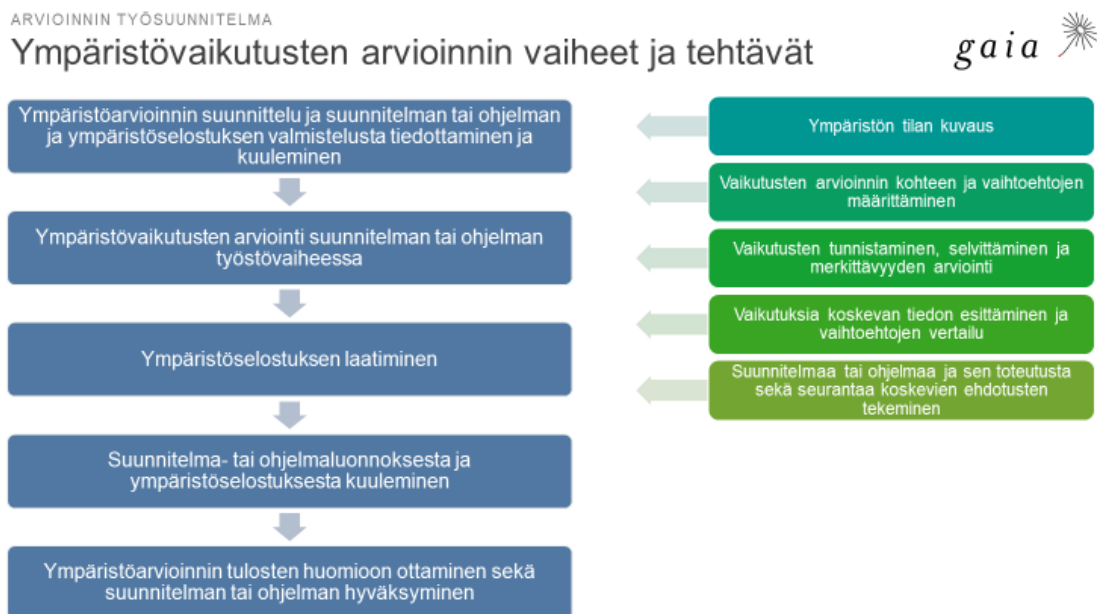 ARVIOINNIN TYÖSUUNNITELMA
Ympäristövaikutusten arvioinnin vaiheet ja tehtävät
gaia
Ympäristöarvioinnin suunnittelu ja suunnitelman tai ohjelman
ja ympäristöselostuksen valmistelusta tiedottaminen ja
kuuleminen
Ympäristövaikutusten arviointi suunnitelman tai ohjelman
työstövaiheessa
Ympäristöselostuksen laatiminen
Suunnitelma- tai ohjelmaluonnoksesta ja
ympäristöselostuksesta kuuleminen
Ympäristöarvioinnin tulosten huomioon ottaminen sekä
suunnitelman tai ohjelman hyväksyminen
Ympäristön tilan kuvaus
Vaikutusten arvioinnin kohteen ja vaihtoehtojen
määrittäminen
Vaikutusten tunnistaminen, selvittäminen ja
merkittävyyden arviointi
Vaikutuksia koskevan tiedon esittäminen ja
vaihtoehtojen vertailu
Suunnitelmaa tai ohjelmaa ja sen toteutusta
sekä seurantaa koskevien ehdotusten
tekeminen